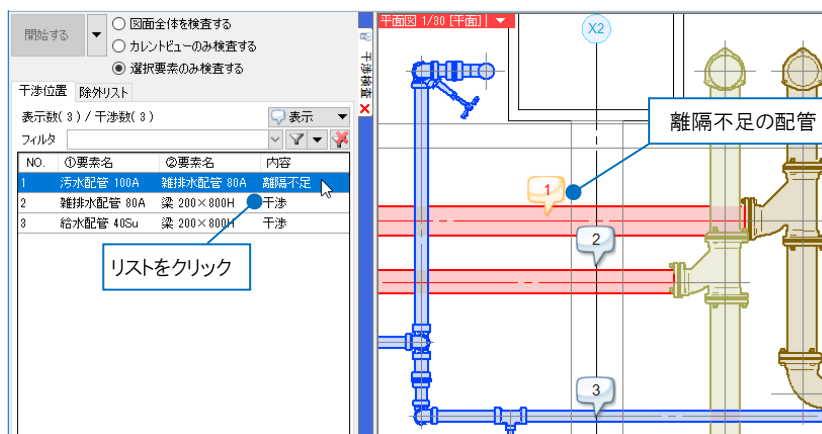 開始する
図面全体を検査する
カレントビューのみ検査する
選択要素のみ検査する
干渉位置 除外リスト
表示数( 3 ) / 干渉数( 3 )
表示
フィルタ
NO. ①要素名 ②要素名 内容
1 汚水配管 100A 雑排水配管 80A 離隔不足
2 雑排水配管 80A 梁 200×800H 干渉
3 給水配管 40Su 梁 200×800H 干渉
リストをクリック
干渉検査
平面図 1/30 [平面]
X2
離隔不足の配管
1
2
3